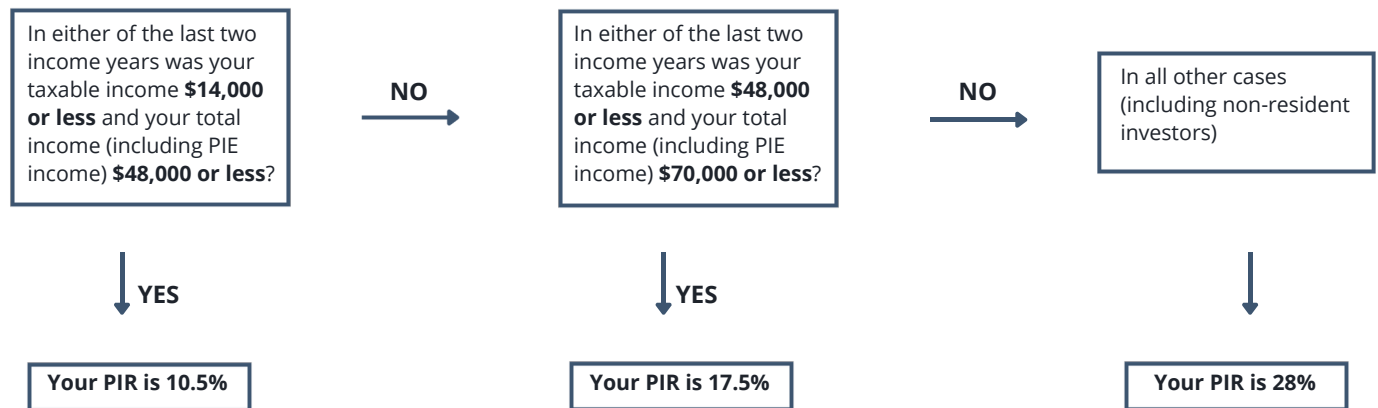 In either of the last two
income years was your
taxable income $14,000
or less and your total
income (including PIE
income) $48,000 or less?
NO
In either of the last two
income years was your
taxable income $48,000
or less and your total
income (including PIE
income) $70,000 or less?
NO
In all other cases
(including non-resident
investors)
YES
YES
Your PIR is 10.5%
Your PIR is 17.5%
Your PIR is 28%